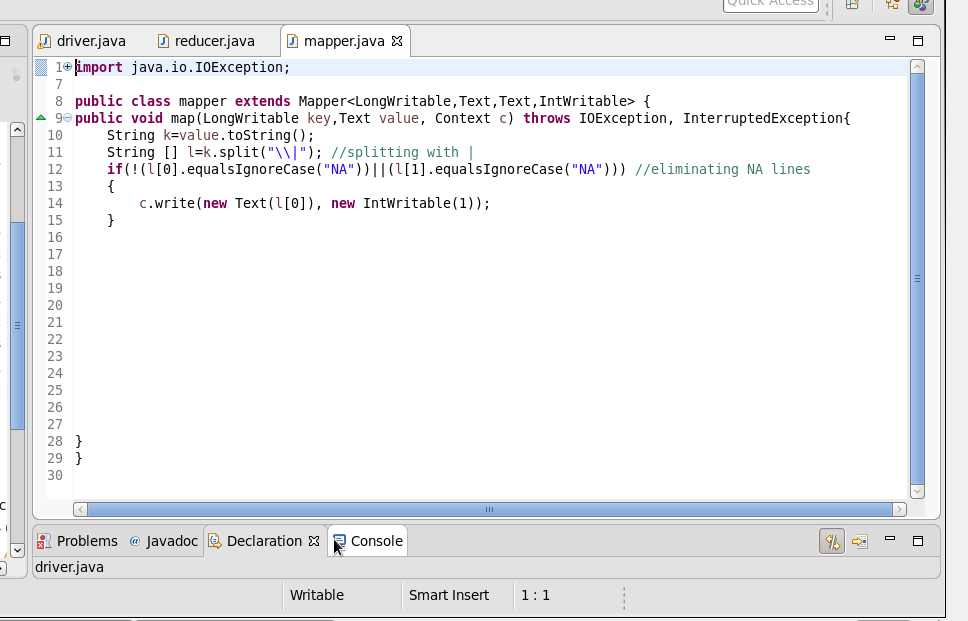 Quick Access
driver.java reducer.java mapper.java
1 import java.io.IOException;
7
8 public class mapper extends Mapper<LongWritable,Text,Text,IntWritable> {
9 public void map(LongWritable key,Text value, Context c) throws IOException, InterruptedException{
10     String k=value.toString();
11     String [] l=k.split("\\|"); //splitting with |
12     if(!(l[0].equalsIgnoreCase("NA"))||(l[1].equalsIgnoreCase("NA"))) //eliminating NA lines
13     {
14         c.write(new Text(l[0]), new IntWritable(1));
15     }
16
17
18
19
20
21
22
23
24
25
26
27
28 }
29 }
30
Problems @ Javadoc Declaration Console
driver.java
Writable Smart Insert 1 : 1